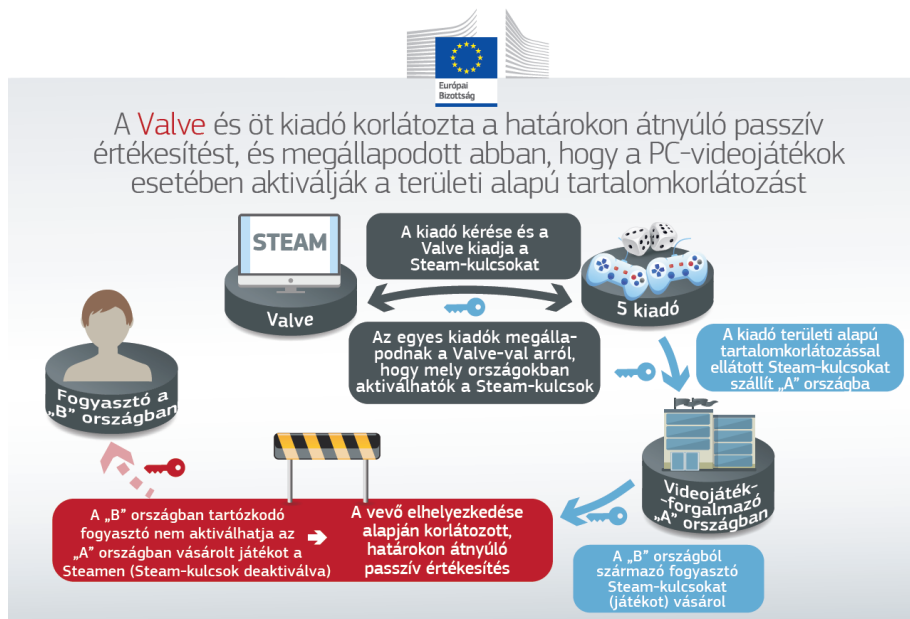 Európai
Bizottság
A Valve és öt kiadó korlátozta a határokon átnyúló passzív
értékesítést, és megállapodott abban, hogy a PC-videojátékok
esetében aktiválják a területi alapú tartalomkorlátozást
STEAM
Valve
A kiadó kérése és a
Valve kiadja a
Steam-kulcsokat
5 kiadó
Az egyes kiadók megálla-
podnak a Valve-val arról,
hogy mely országokban
aktiválhatók a Steam-kulcsok
A kiadó területi alapú
tartalomkorlátozással
ellátott Steam-kulcsokat
szállít „A” országba
Fogyasztó a
„B” országban
Videojáték-
-forgalmazó
„A” országban
A „B” országban tartózkodó
fogyasztó nem aktiválhatja az
„A” országban vásárolt játékot a
Steamen (Steam-kulcsok deaktiválva)
A vevő elhelyezkedése
alapján korlátozott,
határokon átnyúló
passzív értékesítés
A „B” országból
származó fogyasztó
Steam-kulcsokat
(játékot) vásárol